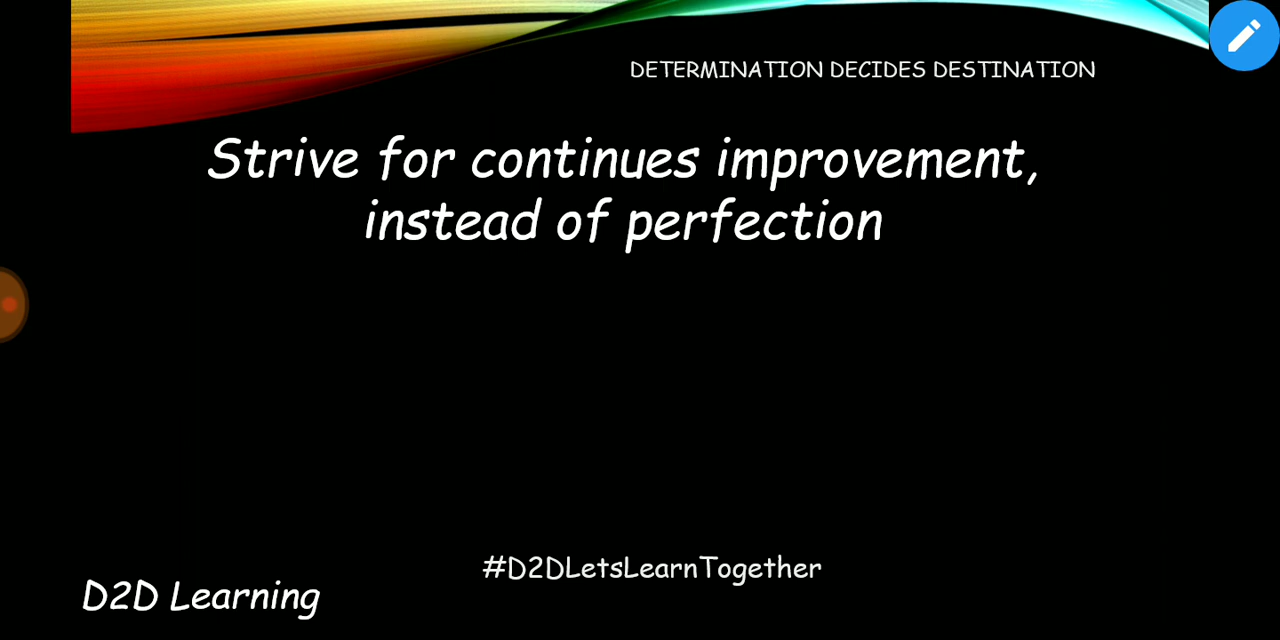 DETERMINATION DECIDES DESTINATION
Strive for continues improvement,
instead of perfection
#D2DLetsLearnTogether
D2D Learning